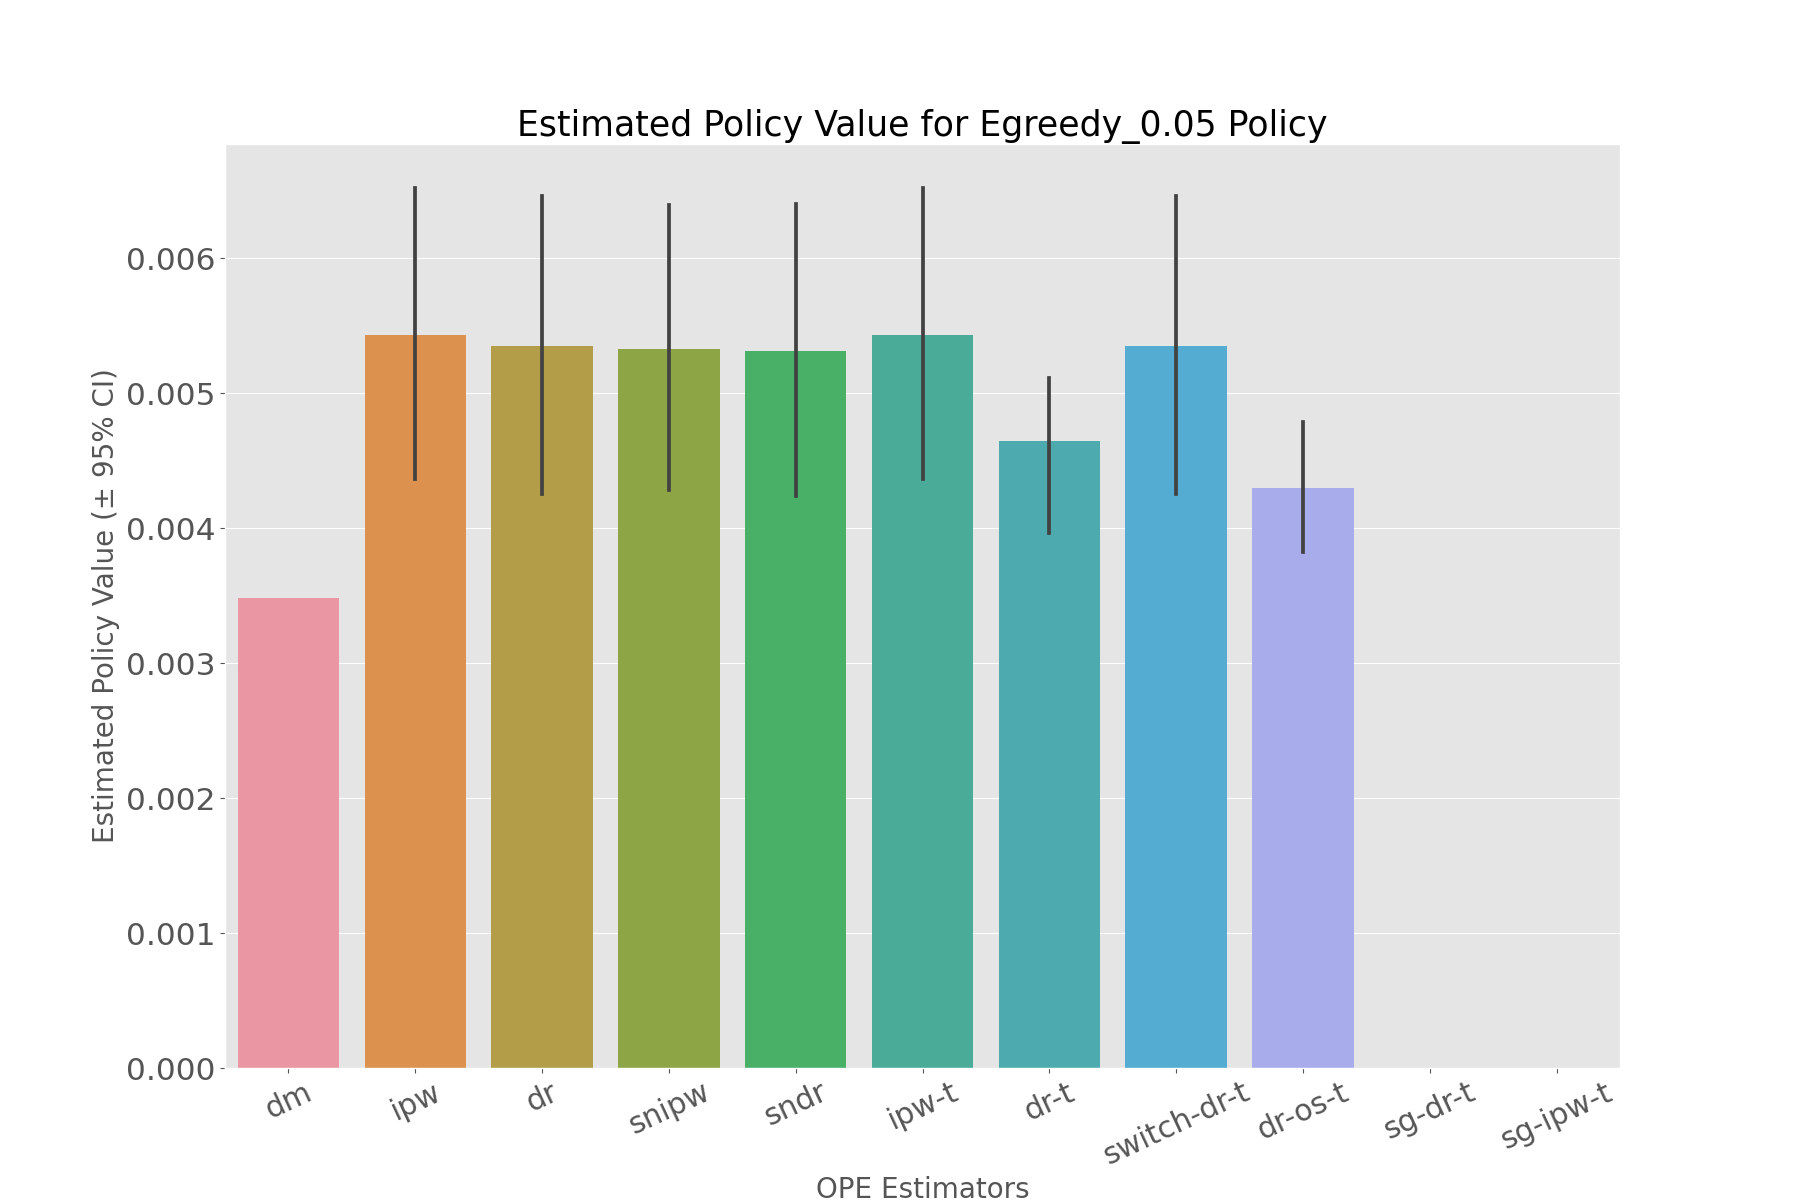 Estimated Policy Value for Egreedy_0.05 Policy
Estimated Policy Value (± 95% CI)
0.006
0.005
0.004
0.003
0.002
0.001
0.000
dm
ipw
dr
snipw
sndr
ipw-t
dr-t
switch-dr-t
dr-os-t
sg-dr-t
sg-ipw-t
OPE Estimators